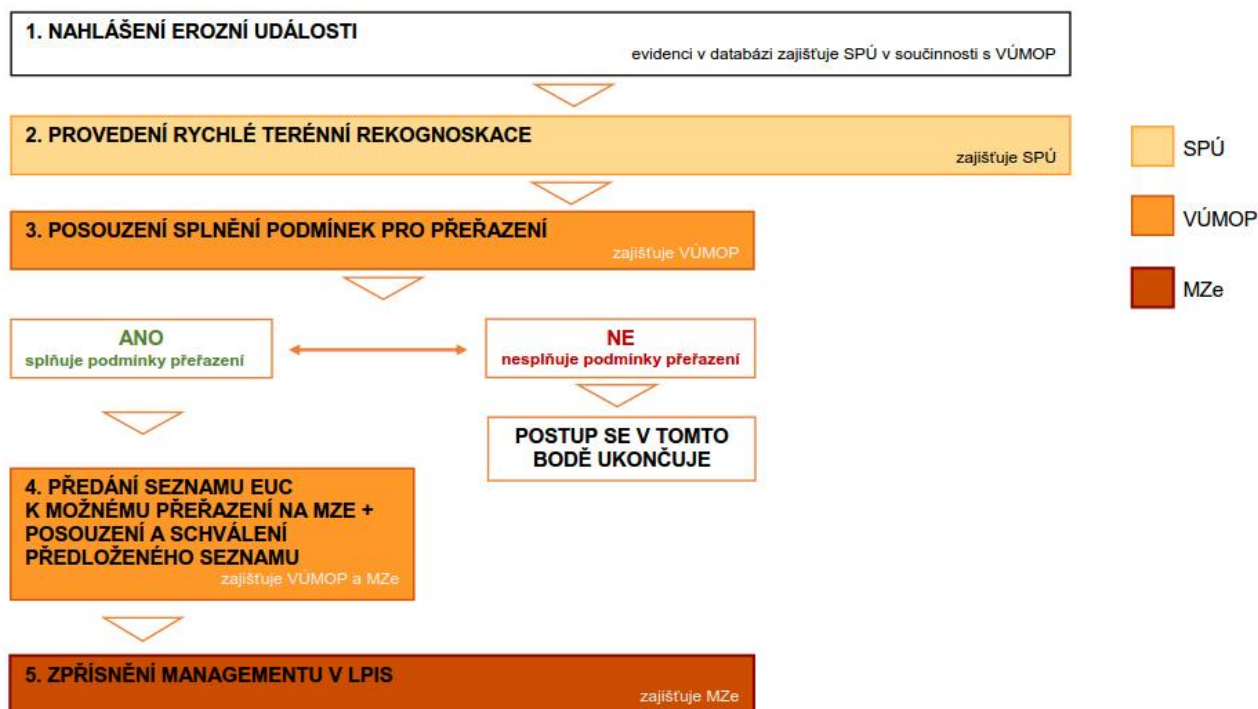 1. NAHLÁŠENÍ EROZNÍ UDÁLOSTI
evidenci v databázi zajišťuje SPÚ v součinnosti s VÚMOP
2. PROVEDENÍ RYCHLÉ TERÉNNÍ REKOGNOSKACE
zajišťuje SPÚ
3. POSOUZENÍ SPLNĚNÍ PODMÍNEK PRO PŘEŘAZENÍ
zajišťuje VÚMOP
ANO
splňuje podmínky přeřazení
NE
nesplňuje podmínky přeřazení
POSTUP SE V TOMTO
BODĚ UKONČUJE
4. PŘEDÁNÍ SEZNAMU EUC
K MOŽNÉMU PŘEŘAZENÍ NA MZE +
POSOUZENÍ A SCHVÁLENÍ
PŘEDLOŽENÉHO SEZNAMU
zajišťuje VÚMOP a MZe
5. ZPŘÍSNĚNÍ MANAGEMENTU V LPIS
zajišťuje MZe
SPÚ
VÚMOP
MZe